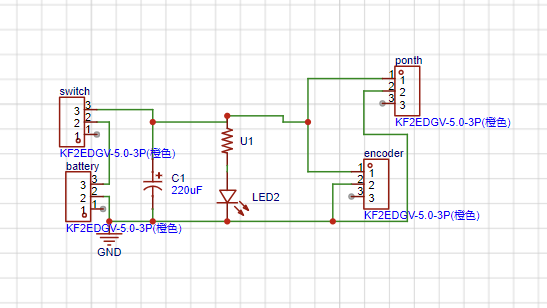 ponth
1
2
3
1
2
3
KF2EDGV-5.0-3P(橙色)
switch
3
2
1
3
2
1
KF2EDGV-5.0-3P(橙色)
U1
encoder
1
2
3
1
2
3
KF2EDGV-5.0-3P(橙色)
battery
3
2
1
3
2
1
KF2EDGV-5.0-3P(橙色)
C1
220uF
LED2
GND